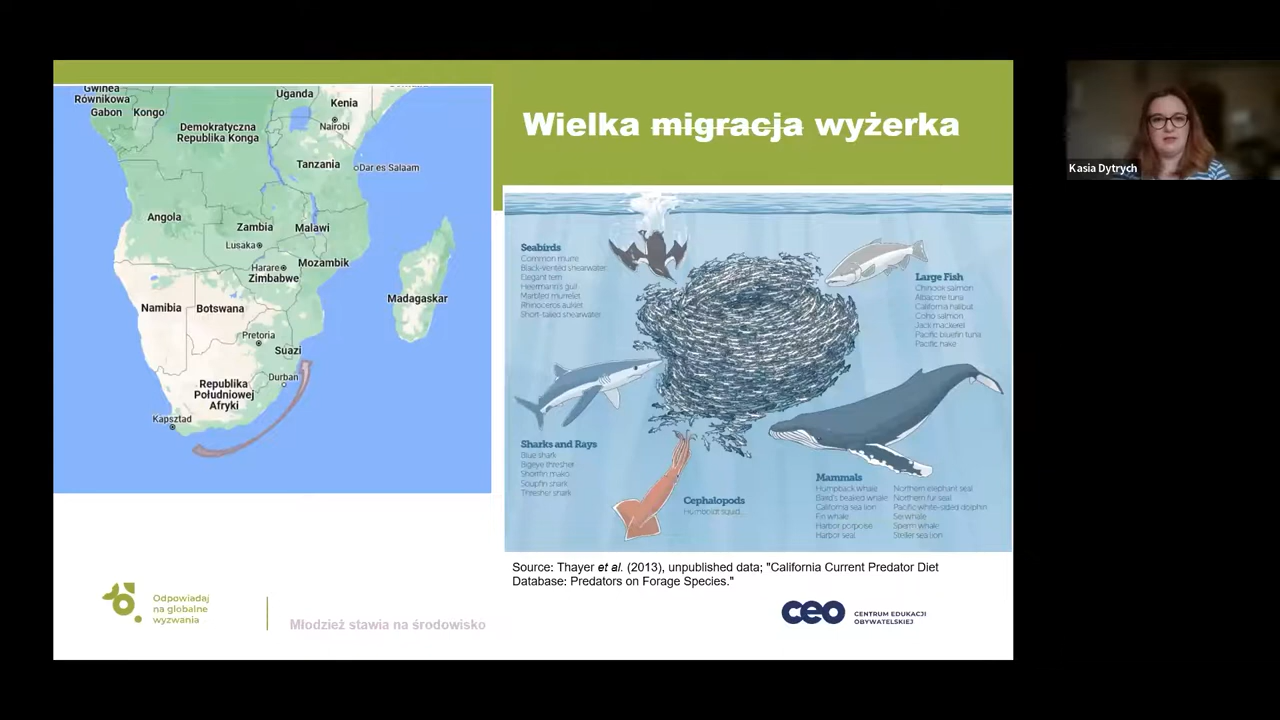 Wielka migracja wyżerka
Gwinea
Równikowa
Gabon
Kongo
Demokratyczna
Republika Konga
Uganda
Kenia
Nairobi
Tanzania
Dar es Salaam
Angola
Zambia
Malawi
Lusaka
Harare
Zimbabwe
Mozambik
Madagaskar
Namibia
Botswana
Pretoria
Suazi
Durban
Republika
Południowej
Afryki
Kapsztad
Seabirds
Common murre
Black-vented shearwater
Elegant tern
Heermann's gull
Marbled murrelet
Rhinoceros auklet
Short-tailed shearwater
Large Fish
Chinook salmon
Albacore tuna
California halibut
Coho salmon
Jack mackerel
Pacific bluefin tuna
Pacific hake
Sharks and Rays
Blue shark
Bigeye thresher
Shortfin mako
Soupfin shark
Thresher shark
Cephalopods
Humboldt squid
Mammals
Humpback whale
Baird's beaked whale
California sea lion
Fin whale
Harbor porpoise
Harbor seal
Northern elephant seal
Northern fur seal
Pacific white-sided dolphin
Sei whale
Sperm whale
Steller sea lion
Source: Thayer et al. (2013), unpublished data; "California Current Predator Diet
Database: Predators on Forage Species."
Odpowiadaj
na globalne
wyzwania
Młodzież stawia na środowisko
ceo
CENTRUM EDUKACJI
OBYWATELSKIEJ
Kasia Dytrych